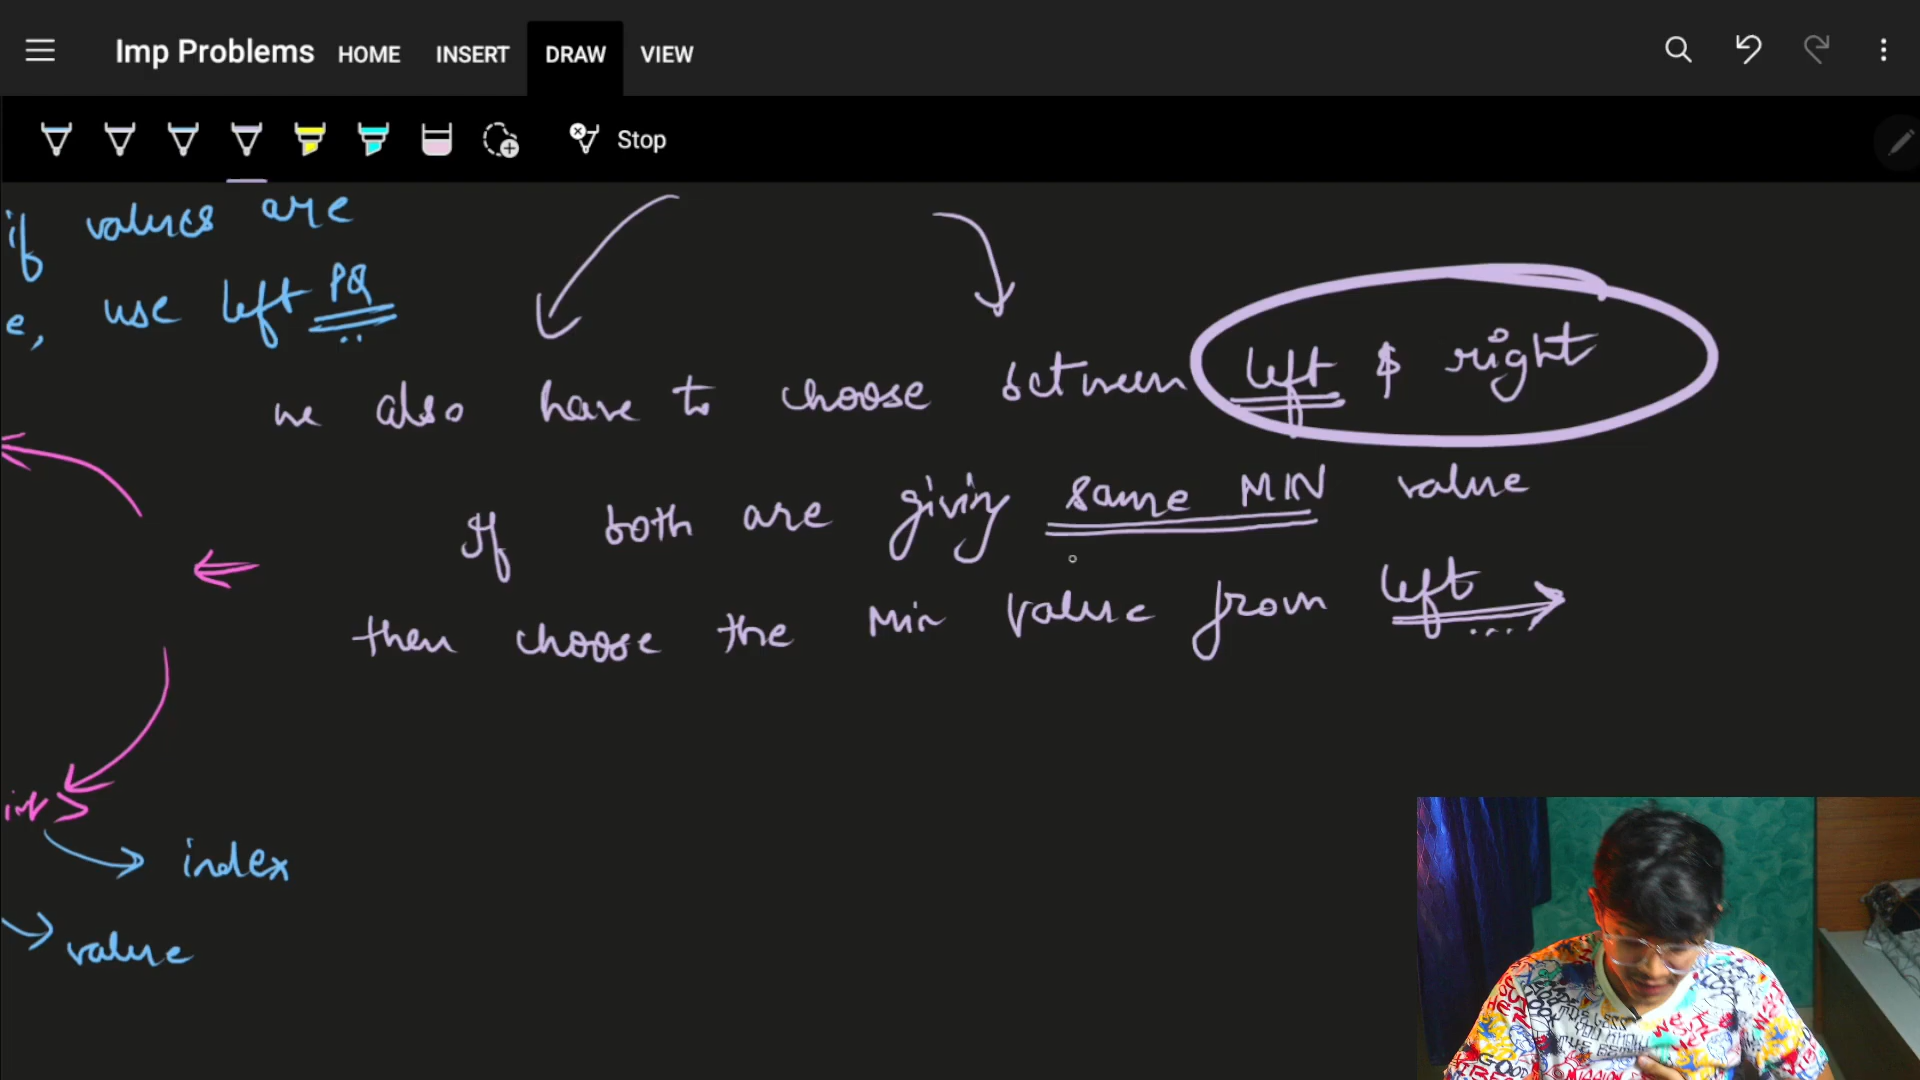 Imp Problems HOME INSERT DRAW VIEW
Stop
if values are
e, use left PQ
we also have to choose between left & right
If both are giving same MIN value
then choose the Min value from left
int >
index
value